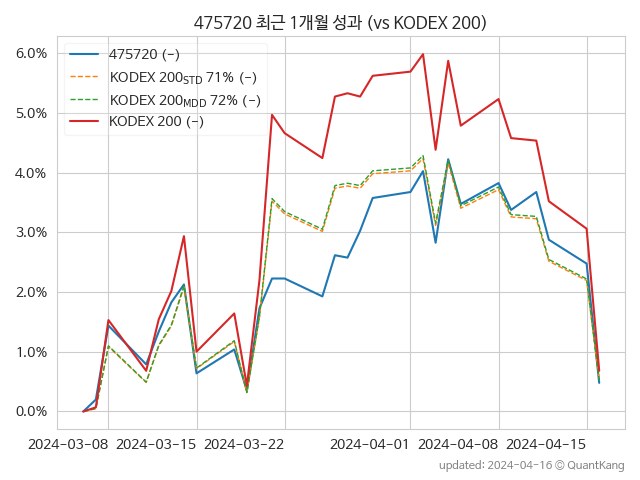 475720 최근 1개월 성과 (vs KODEX 200)
475720 (-)
KODEX 200STD 71% (-)
KODEX 200MDD 72% (-)
KODEX 200 (-)
6.0%
5.0%
4.0%
3.0%
2.0%
1.0%
0.0%
2024-03-08 2024-03-15 2024-03-22 2024-04-01 2024-04-08 2024-04-15
updated: 2024-04-16 © QuantKang